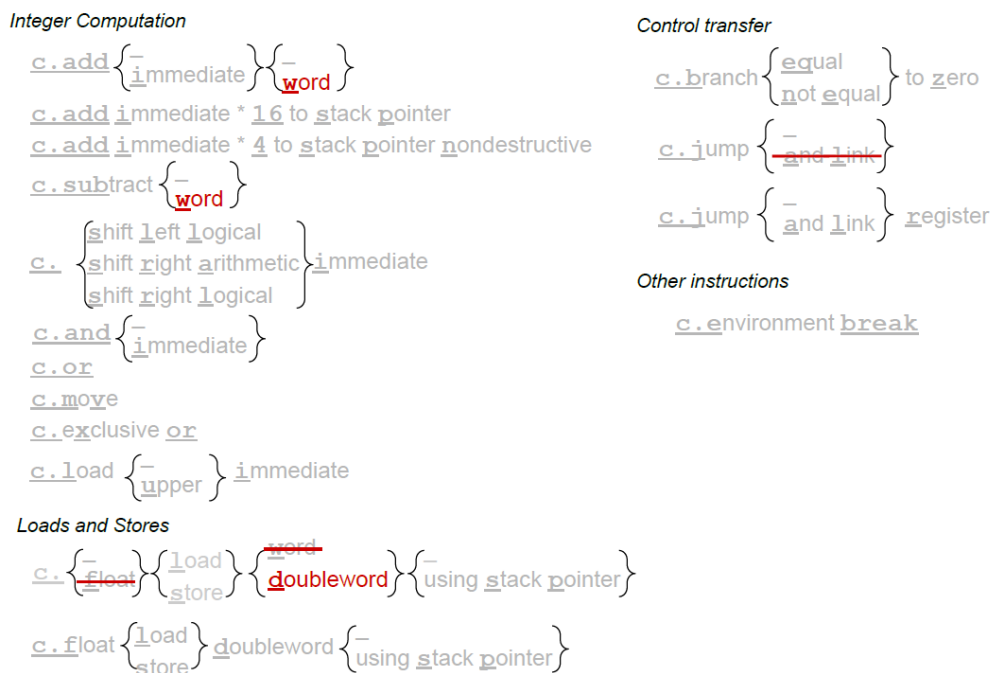 Integer Computation
c.add { – immediate } { – word }
c.add immediate * 16 to stack pointer
c.add immediate * 4 to stack pointer nondestructive
c.subtract { – word }
c. { shift left logical
shift right arithmetic
shift right logical } immediate
c.and { – immediate }
c.or
c.move
c.exclusive or
c.load { – upper } immediate
Loads and Stores
c. { – float } { load store } { word doubleword } { – using stack pointer }
c.float { load store } doubleword { – using stack pointer }
Control transfer
c.branch { equal
not equal } to zero
c.jump { – and link }
c.jump { – and link } register
Other instructions
c.environment break